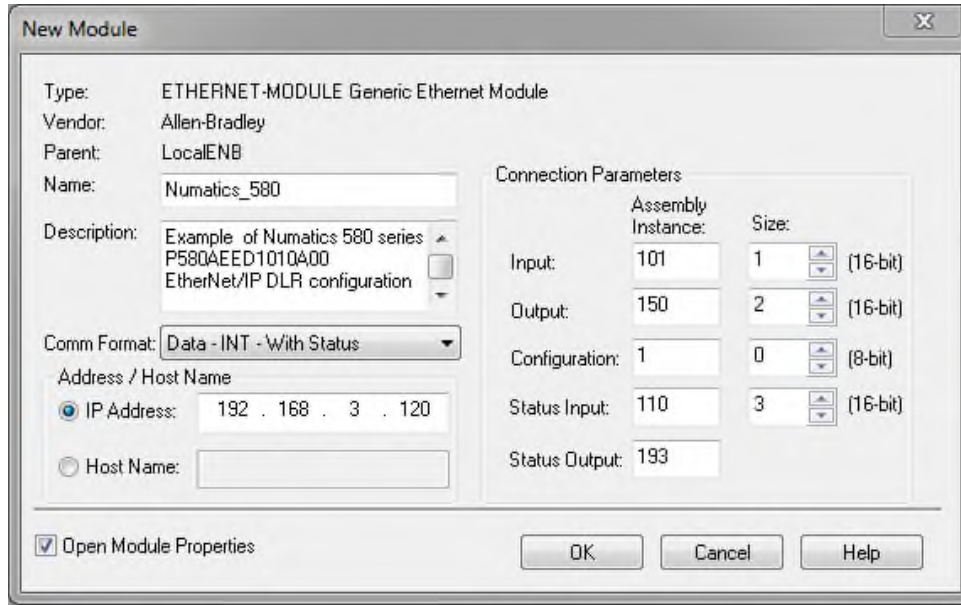 New Module
Type: ETHERNET-MODULE Generic Ethernet Module
Vendor: Allen-Bradley
Parent: LocalENB
Name: Numatics_580
Description: Example of Numatics 580 series
P580AEED1010A00
EtherNet/IP DLR configuration
Comm Format: Data - INT - With Status
Address / Host Name
IP Address: 192 . 168 . 3 . 120
Host Name:
Connection Parameters
Assembly
Instance: Size:
Input: 101 1 (16-bit)
Output: 150 2 (16-bit)
Configuration: 1 0 (8-bit)
Status Input: 110 3 (16-bit)
Status Output: 193
Open Module Properties
OK Cancel Help